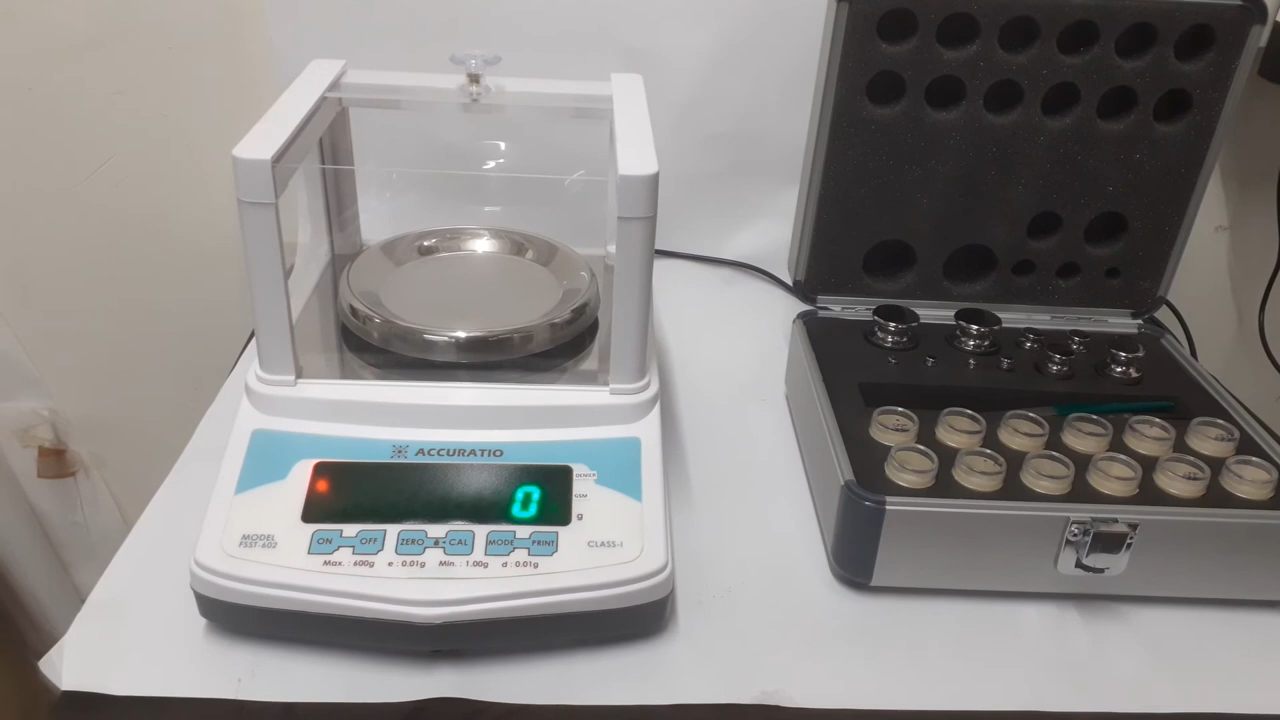 ACCURATIO
DENIER
GSM
0
g
ON OFF ZERO CAL MODE PRINT
MODEL
FSST-602
CLASS-I
Max. : 600g e : 0.01g Min. : 1.00g d : 0.01g